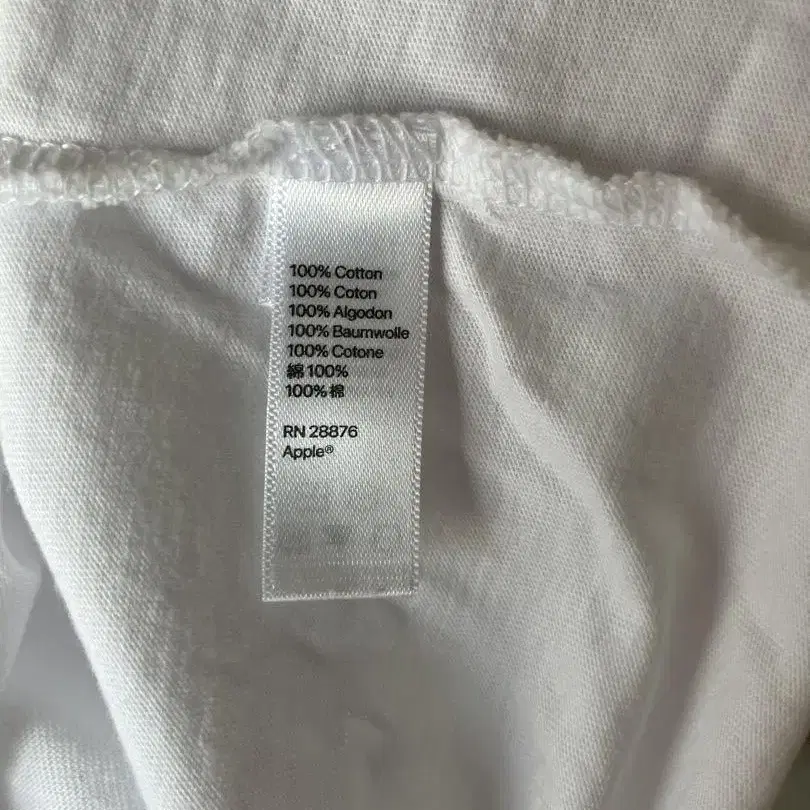 100% Cotton
100% Coton
100% Algodon
100% Baumwolle
100% Cotone
綿 100%
100% 棉
RN 28876
Apple®